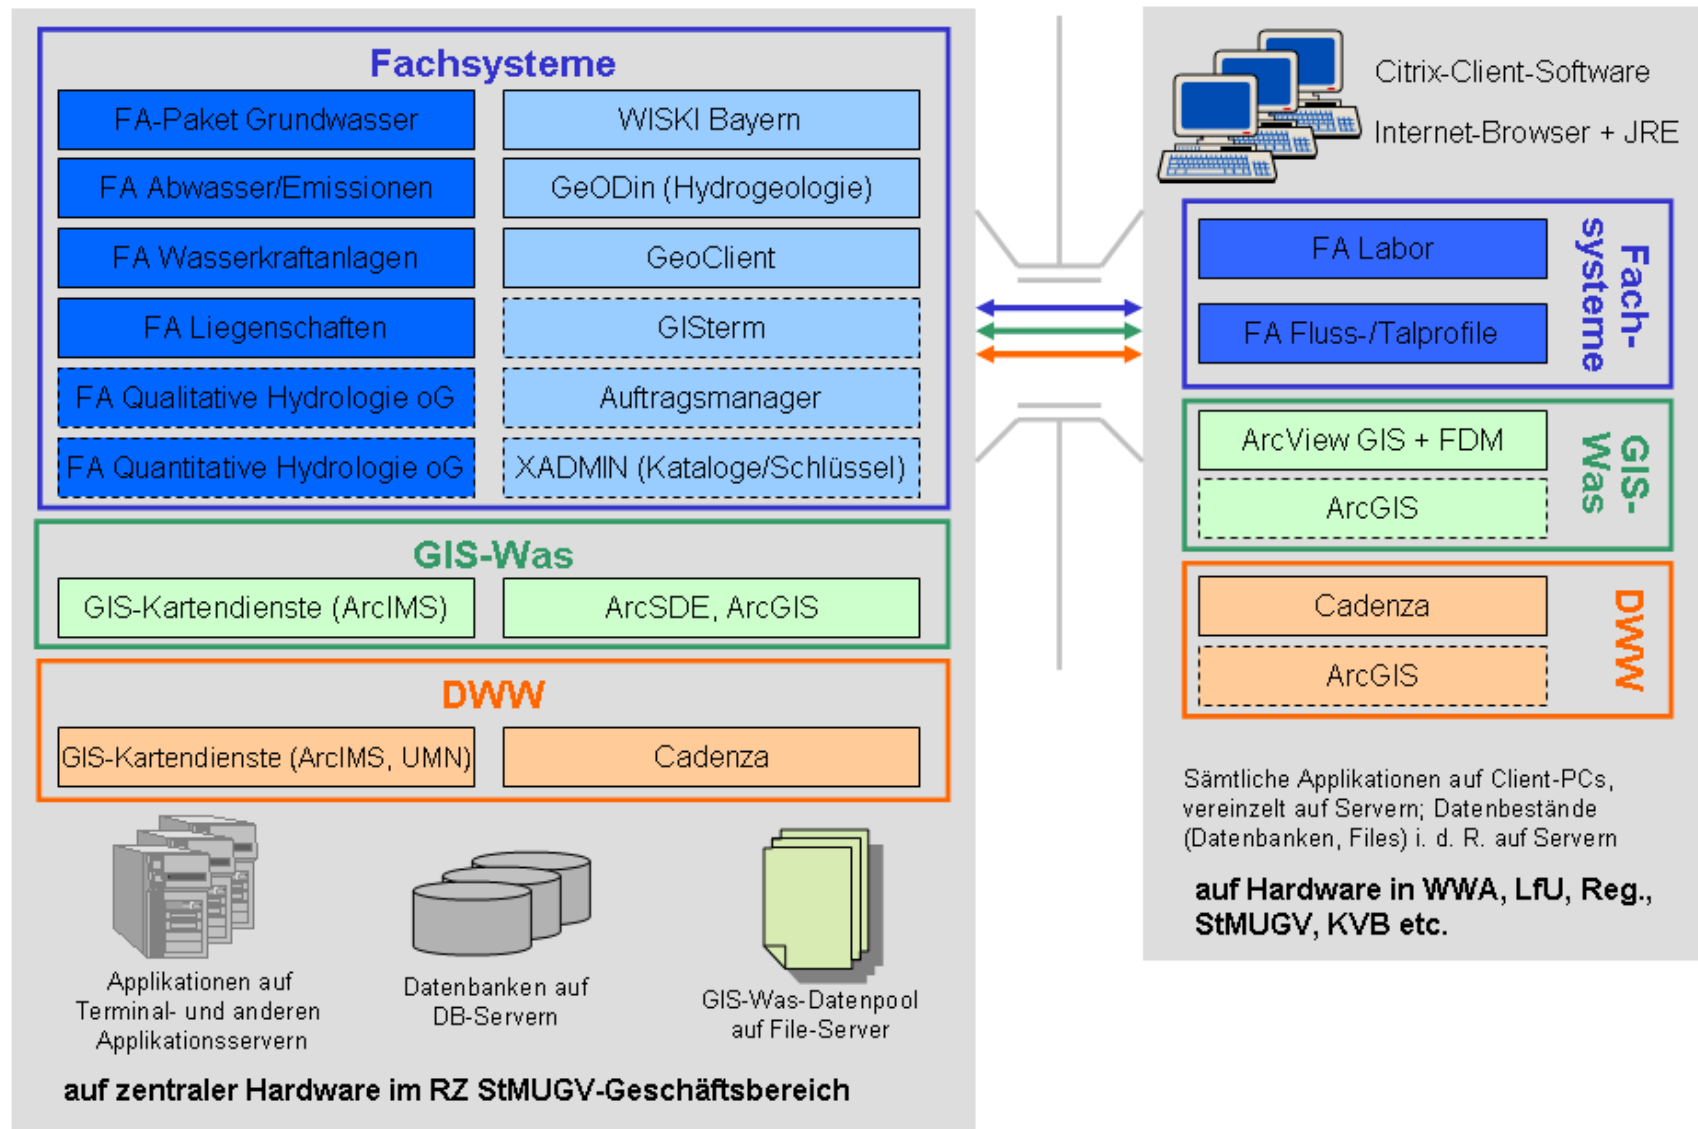 Fachsysteme
FA-Paket Grundwasser
WISKI Bayern
FA Abwasser/Emissionen
GeODin (Hydrogeologie)
FA Wasserkraftanlagen
GeoClient
FA Liegenschaften
GISterm
FA Qualitative Hydrologie oG
Auftragsmanager
FA Quantitative Hydrologie oG
XADMIN (Kataloge/Schlüssel)
GIS-Was
GIS-Kartendienste (ArcIMS)
ArcSDE, ArcGIS
DWW
GIS-Kartendienste (ArcIMS, UMN)
Cadenza
Applikationen auf
Terminal- und anderen
Applikationsservern
Datenbanken auf
DB-Servern
GIS-Was-Datenpool
auf File-Server
auf zentraler Hardware im RZ StMUGV-Geschäftsbereich
Citrix-Client-Software
Internet-Browser + JRE
Fach-
systeme
FA Labor
FA Fluss-/Talprofile
GIS-
Was
ArcView GIS + FDM
ArcGIS
DWW
Cadenza
ArcGIS
Sämtliche Applikationen auf Client-PCs,
vereinzelt auf Servern; Datenbestände
(Datenbanken, Files) i. d. R. auf Servern
auf Hardware in WWA, LfU, Reg.,
StMUGV, KVB etc.